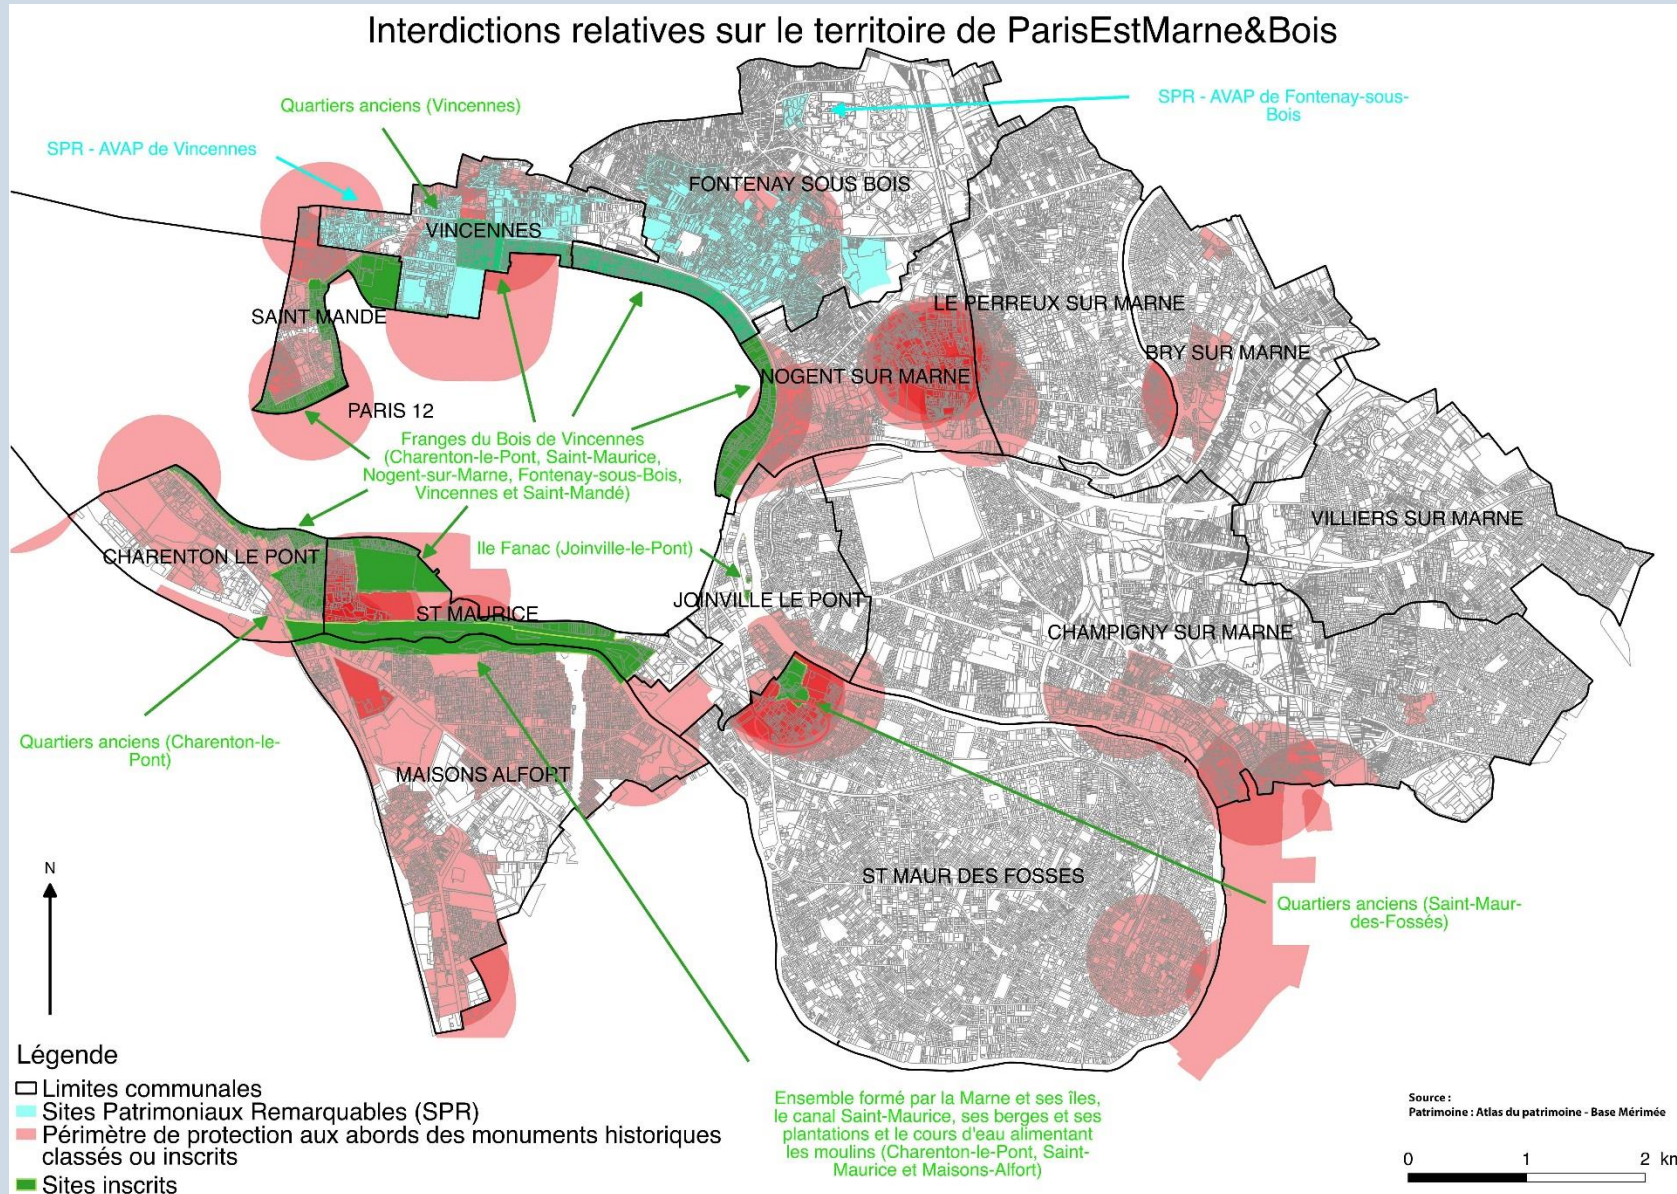 Interdictions relatives sur le territoire de ParisEstMarne&Bois
Quartiers anciens (Vincennes)
SPR - AVAP de Fontenay-sous-
Bois
SPR - AVAP de Vincennes
FONTENAY SOUS BOIS
VINCENNES
LE PERREUX SUR MARNE
SAINT MANDE
BRY SUR MARNE
NOGENT SUR MARNE
PARIS 12
Franges du Bois de Vincennes
(Charenton-le-Pont, Saint-Maurice,
Nogent-sur-Marne, Fontenay-sous-Bois,
Vincennes et Saint-Mandé)
VILLIERS SUR MARNE
Ile Fanac (Joinville-le-Pont)
CHARENTON LE PONT
JOINVILLE LE PONT
ST MAURICE
CHAMPIGNY SUR MARNE
Quartiers anciens (Charenton-le-
Pont)
MAISONS ALFORT
ST MAUR DES FOSSES
Quartiers anciens (Saint-Maur-
des-Fossés)
N
Légende
Limites communales
Sites Patrimoniaux Remarquables (SPR)
Périmètre de protection aux abords des monuments historiques
classés ou inscrits
Sites inscrits
Ensemble formé par la Marne et ses îles,
le canal Saint-Maurice, ses berges et ses
plantations et le cours d'eau alimentant
les moulins (Charenton-le-Pont, Saint-
Maurice et Maisons-Alfort)
Source :
Patrimoine : Atlas du patrimoine - Base Mérimée
0 1 2 km